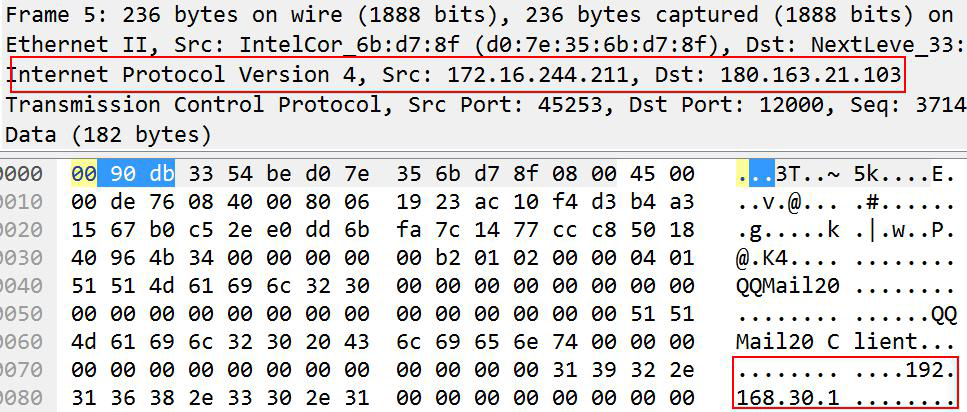 Frame 5: 236 bytes on wire (1888 bits), 236 bytes captured (1888 bits) on
Ethernet II, Src: IntelCor_6b:d7:8f (d0:7e:35:6b:d7:8f), Dst: NextLeve_33:
Internet Protocol Version 4, Src: 172.16.244.211, Dst: 180.163.21.103
Transmission Control Protocol, Src Port: 45253, Dst Port: 12000, Seq: 3714
Data (182 bytes)
0000 00 90 db 33 54 be d0 7e 35 6b d7 8f 08 00 45 00 ...3T..~ 5k....E.
0010 00 de 76 08 40 00 80 06 19 23 ac 10 f4 d3 b4 a3 ..v.@... .#......
0020 15 67 b0 c5 2e e0 dd 6b fa 7c 14 77 cc c8 50 18 .g.....k .|.w..P.
0030 40 96 4b 34 00 00 00 00 00 b2 01 02 00 00 04 01 @.K4.... ........
0040 51 51 4d 61 69 6c 32 30 00 00 00 00 00 00 00 00 QQMail20 ........
0050 00 00 00 00 00 00 00 00 00 00 00 00 00 00 51 51 ........ ......QQ
0060 4d 61 69 6c 32 30 20 43 6c 69 65 6e 74 00 00 00 Mail20 C lient...
0070 00 00 00 00 00 00 00 00 00 00 00 00 31 39 32 2e ........ ....192.
0080 31 36 38 2e 33 30 2e 31 00 00 00 00 00 00 00 00 168.30.1 ........